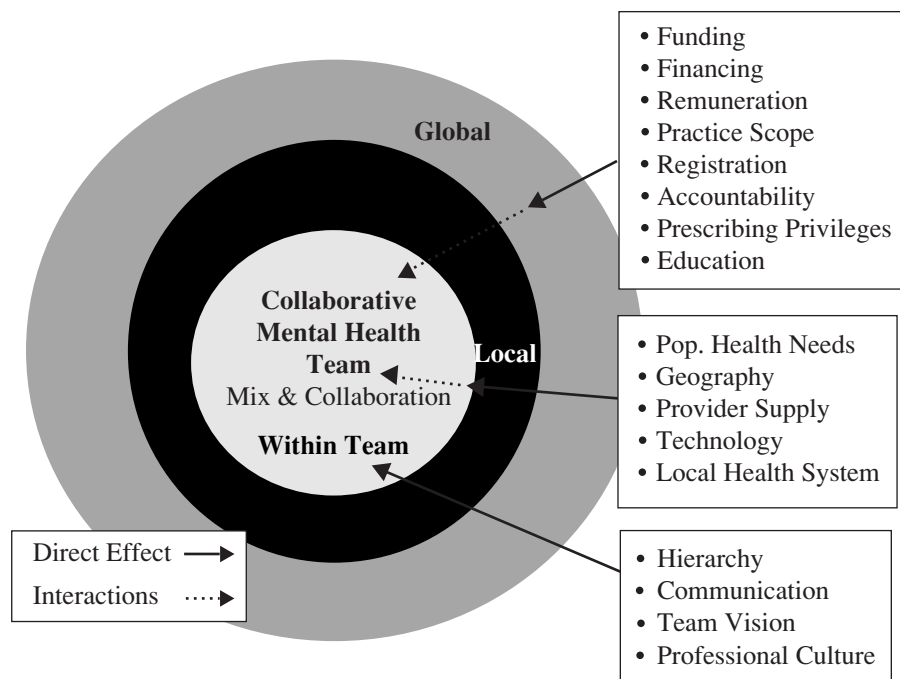 Global
Collaborative
Mental Health
Team
Mix & Collaboration
Within Team
Local
• Funding
• Financing
• Remuneration
• Practice Scope
• Registration
• Accountability
• Prescribing Privileges
• Education
• Pop. Health Needs
• Geography
• Provider Supply
• Technology
• Local Health System
• Hierarchy
• Communication
• Team Vision
• Professional Culture
Direct Effect
Interactions